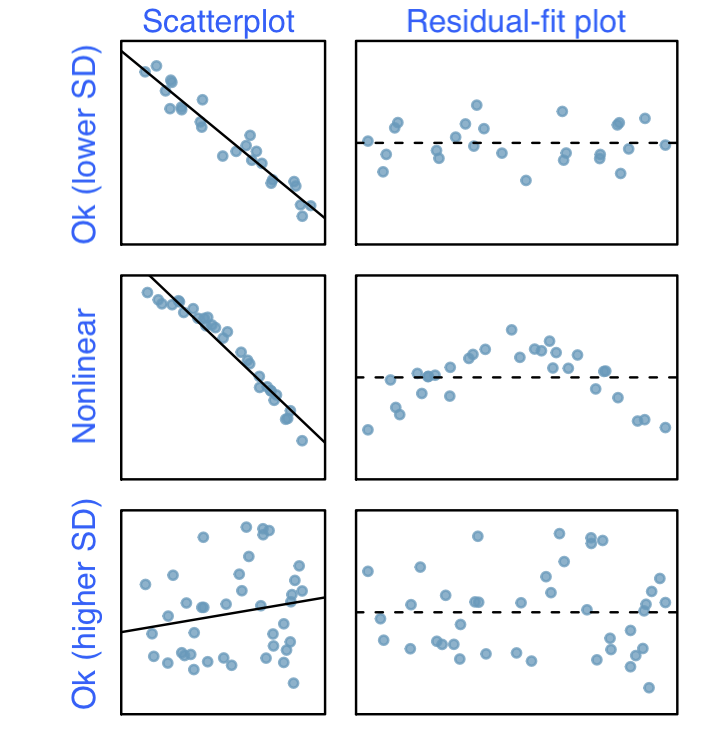 Scatterplot
Residual-fit plot
Ok (lower SD)
Nonlinear
Ok (higher SD)